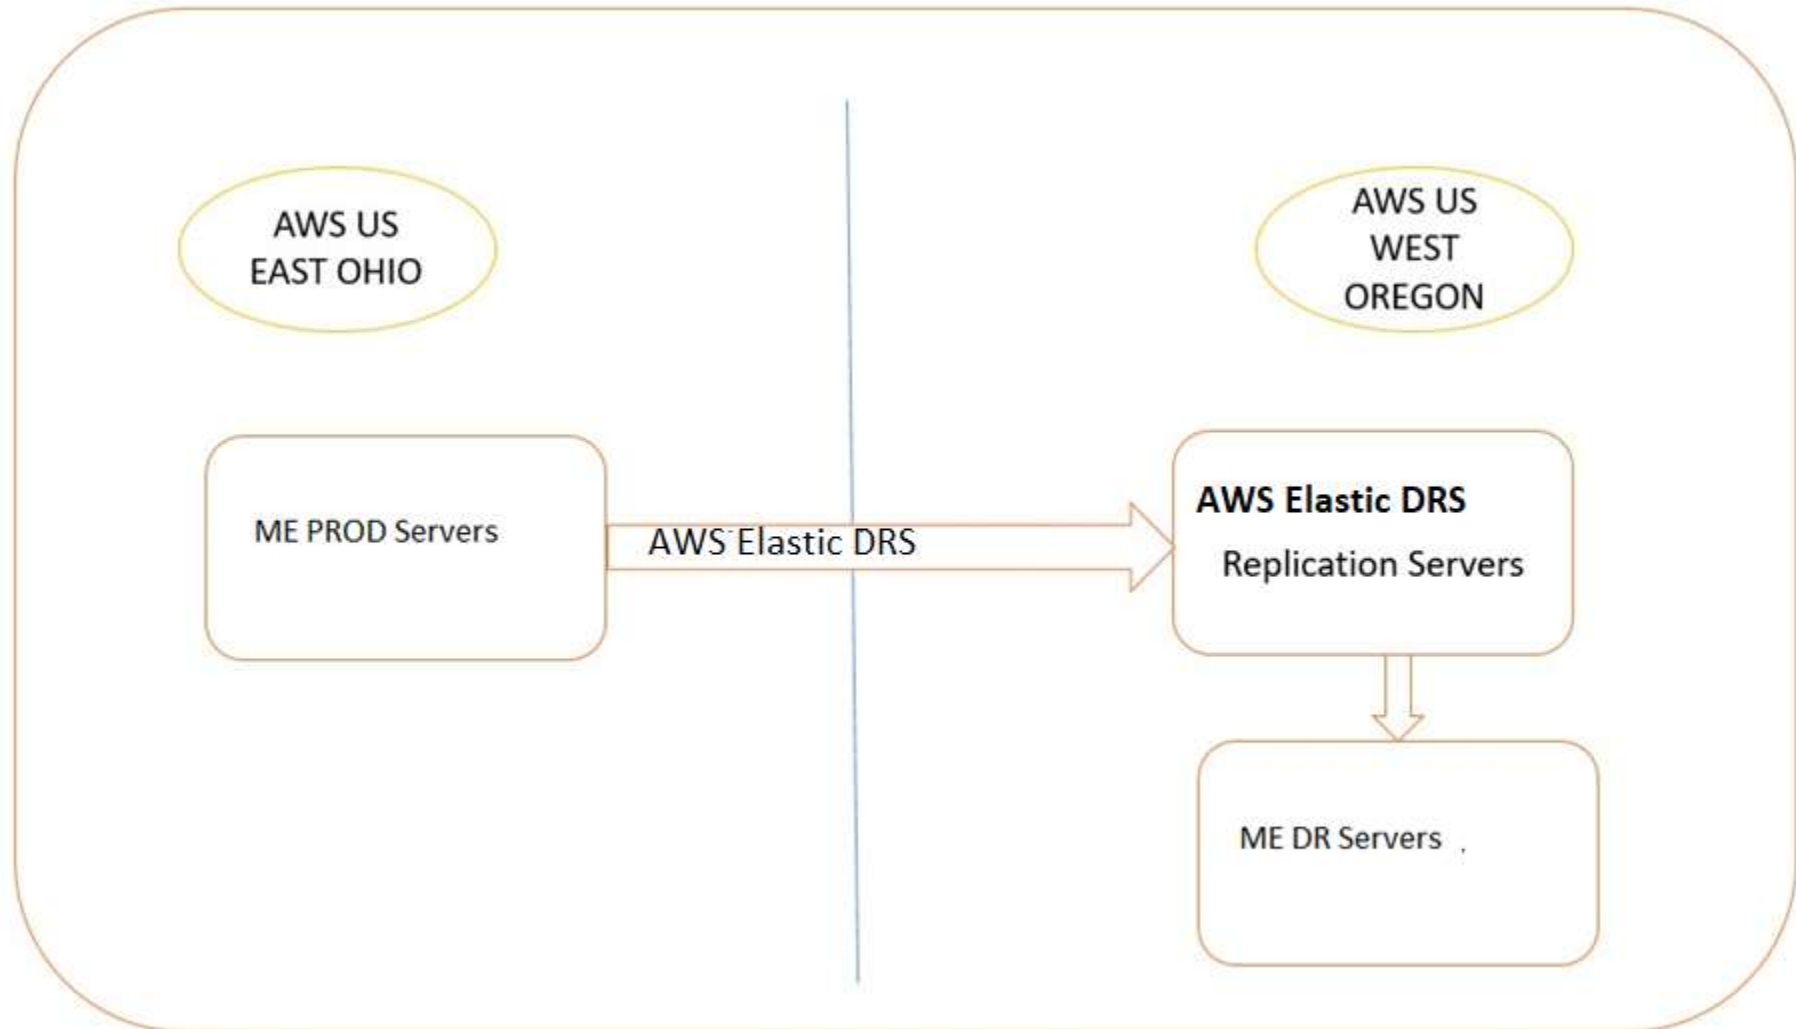 AWS US
EAST OHIO
AWS US
WEST
OREGON
ME PROD Servers
AWS Elastic DRS
AWS Elastic DRS
Replication Servers
ME DR Servers .